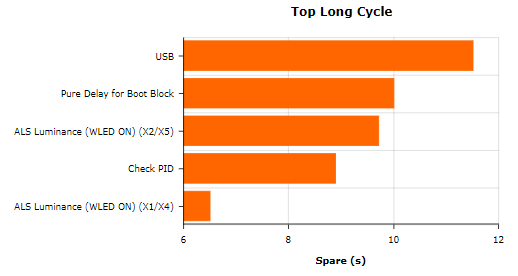 Top Long Cycle
USB
Pure Delay for Boot Block
ALS Luminance (WLED ON) (X2/X5)
Check PID
ALS Luminance (WLED ON) (X1/X4)
6 8 10 12
Spare (s)